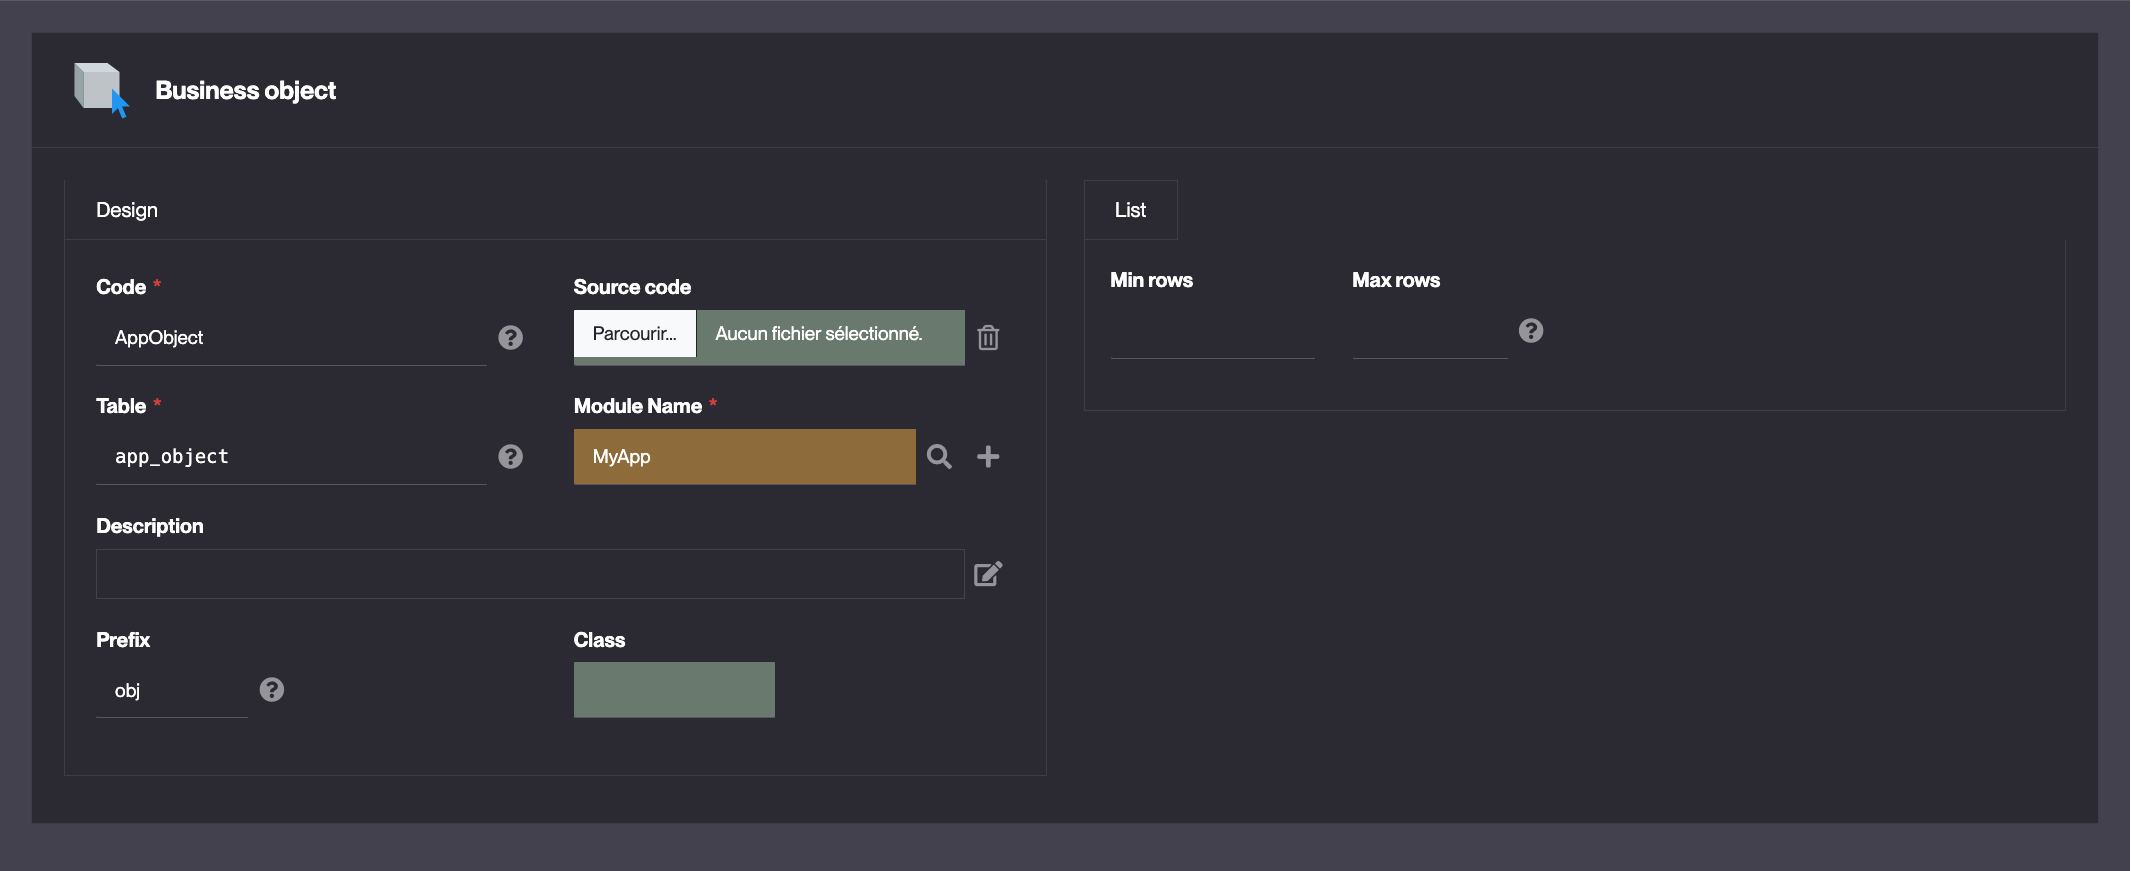 Business object
Design
Code *
AppObject
Source code
Parcourir... Aucun fichier sélectionné.
Table *
app_object
Module Name *
MyApp
Description
Prefix
obj
Class
List
Min rows
Max rows